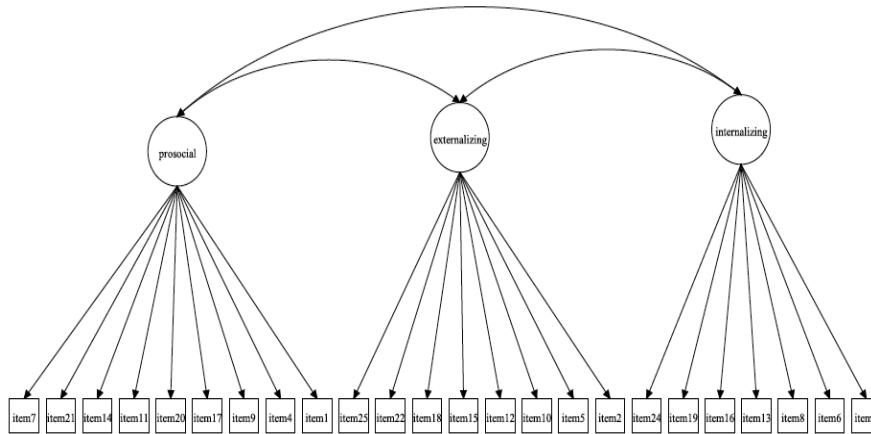 externalizing
internalizing
prosocial
item7 item21 item14 item11 item20 item17 item9 item4 item1 item25 item22 item18 item15 item12 item10 item5 item2 item24 item19 item16 item13 item8 item6 item